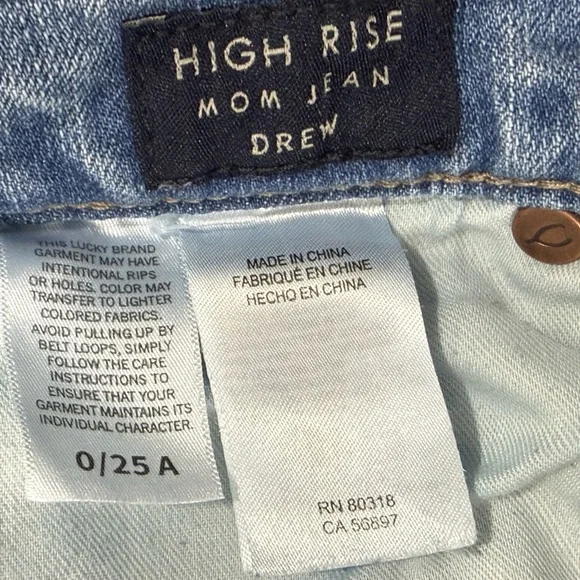 HIGH RISE
MOM JEAN
DREW
THIS LUCKY BRAND
GARMENT MAY HAVE
INTENTIONAL RIPS
OR HOLES. COLOR MAY
TRANSFER TO LIGHTER
COLORED FABRICS.
AVOID PULLING UP BY
BELT LOOPS, SIMPLY
FOLLOW THE CARE
INSTRUCTIONS TO
ENSURE THAT YOUR
GARMENT MAINTAINS ITS
INDIVIDUAL CHARACTER.
0/25 A
MADE IN CHINA
FABRIQUÉ EN CHINE
HECHO EN CHINA
RN 80318
CA 56897